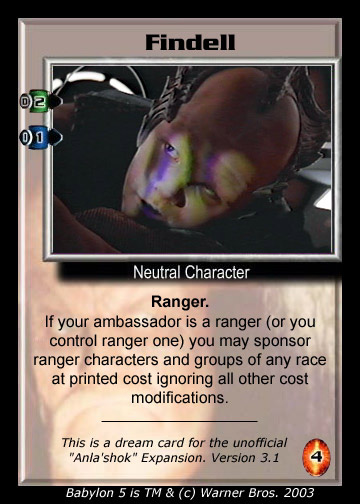 Findell
2
1
Neutral Character
Ranger.
If your ambassador is a ranger (or you
control ranger one) you may sponsor
ranger characters and groups of any race
at printed cost ignoring all other cost
modifications.
This is a dream card for the unofficial
"Anla'shok" Expansion. Version 3.1
4
Babylon 5 is TM & (c) Warner Bros. 2003